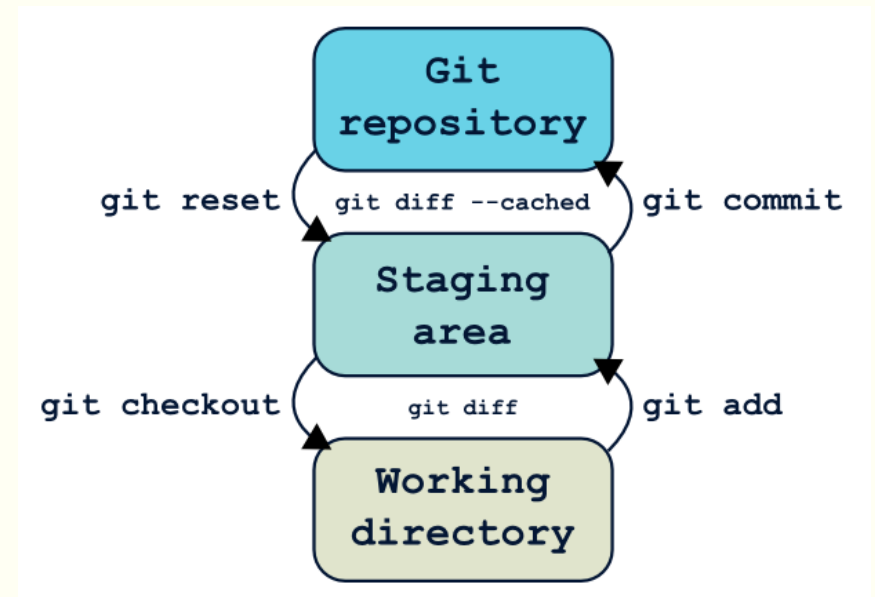 Git
repository
git reset
git diff --cached
git commit
Staging
area
git checkout
git diff
git add
Working
directory